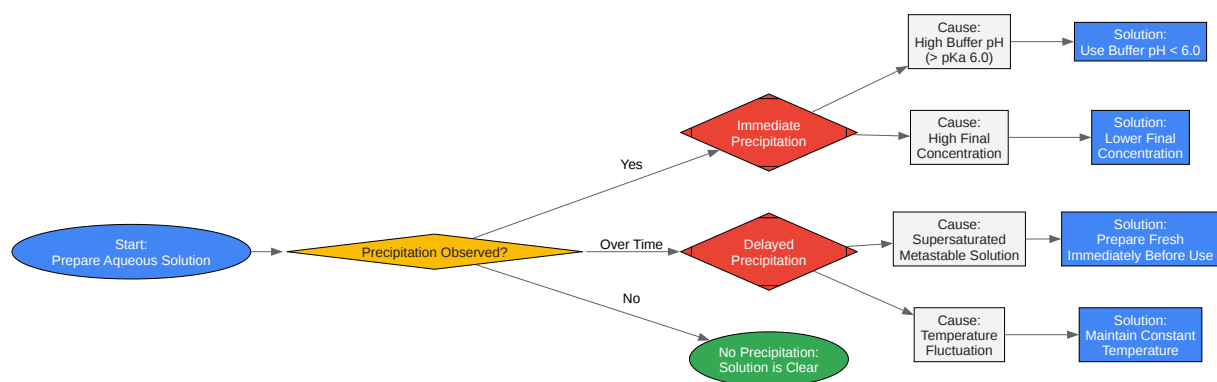 Start:
Prepare Aqueous Solution
Precipitation Observed?
Yes
Over Time
No
Immediate
Precipitation
Delayed
Precipitation
No Precipitation:
Solution is Clear
Cause:
High Buffer pH
(> pKa 6.0)
Solution:
Use Buffer pH < 6.0
Cause:
High Final
Concentration
Solution:
Lower Final
Concentration
Cause:
Supersaturated
Metastable Solution
Solution:
Prepare Fresh
Immediately Before Use
Cause:
Temperature
Fluctuation
Solution:
Maintain Constant
Temperature